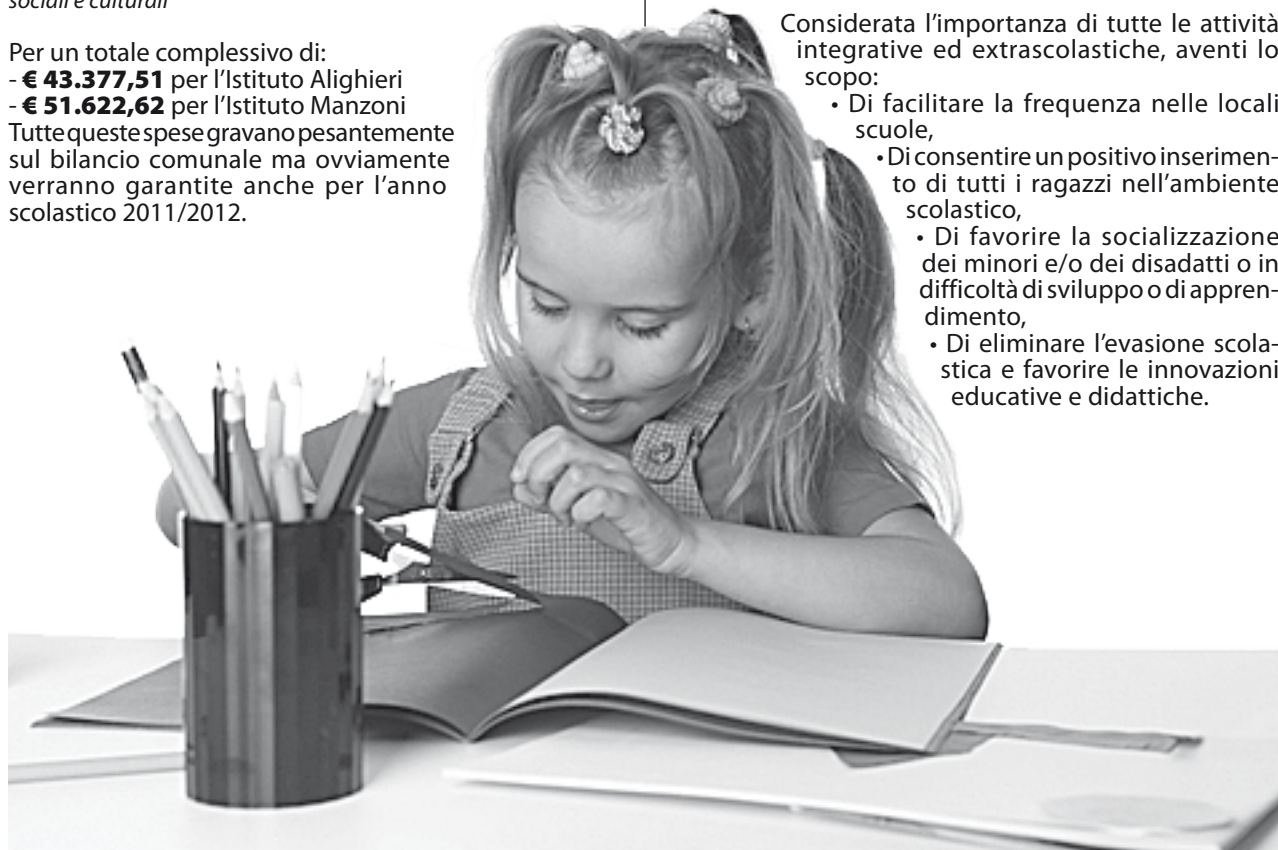 sociali e culturali
Per un totale complessivo di:
- € 43.377,51 per l’Istituto Alighieri
- € 51.622,62 per l’Istituto Manzoni
Tutte queste spese gravano pesantemente
sul bilancio comunale ma ovviamente
verranno garantite anche per l’anno
scolastico 2011/2012.
Considerata l’importanza di tutte le attività
integrative ed extrascolastiche, aventi lo
scopo:
• Di facilitare la frequenza nelle locali
scuole,
• Di consentire un positivo inserimen-
to di tutti i ragazzi nell’ambiente
scolastico,
• Di favorire la socializzazione
dei minori e/o dei disadatti o in
difficoltà di sviluppo o di appren-
dimento,
• Di eliminare l’evasione scola-
stica e favorire le innovazioni
educative e didattiche.